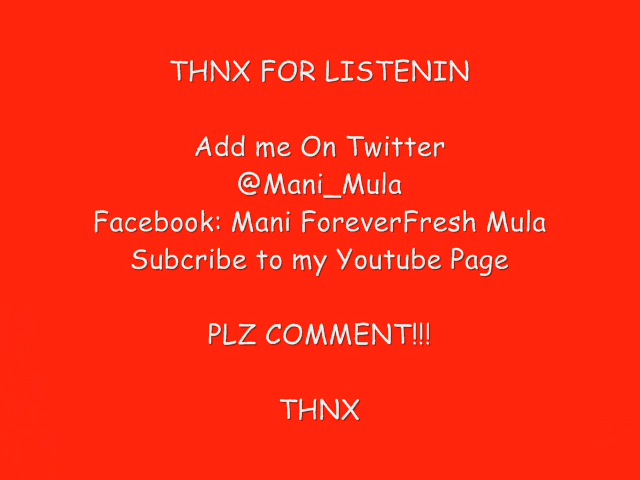 THNX FOR LISTENIN
Add me On Twitter
@Mani_Mula
Facebook: Mani ForeverFresh Mula
Subcribe to my Youtube Page
PLZ COMMENT!!!
THNX